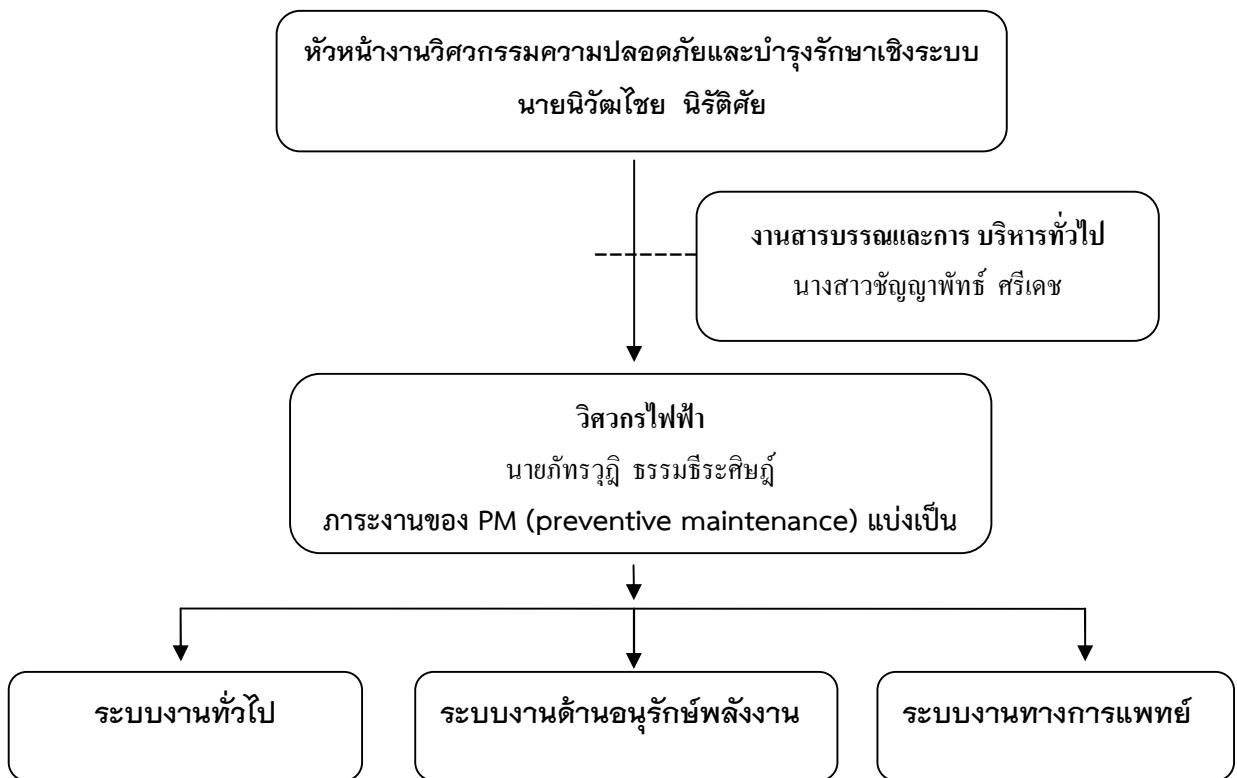 หัวหน้างานวิศวกรรมความปลอดภัยและบำรุงรักษาเชิงระบบ
นายนิวัฒไชย นิรัติศัย
งานสารบรรณและการ บริหารทั่วไป
นางสาวชัญญาพัทธ์ ศรีเดช
วิศวกรไฟฟ้า
นายภัทรวุฎิ ธรรมธีระศิษฎ์
ภาระงานของ PM (preventive maintenance) แบ่งเป็น
ระบบงานทั่วไป
ระบบงานด้านอนุรักษ์พลังงาน
ระบบงานทางการแพทย์